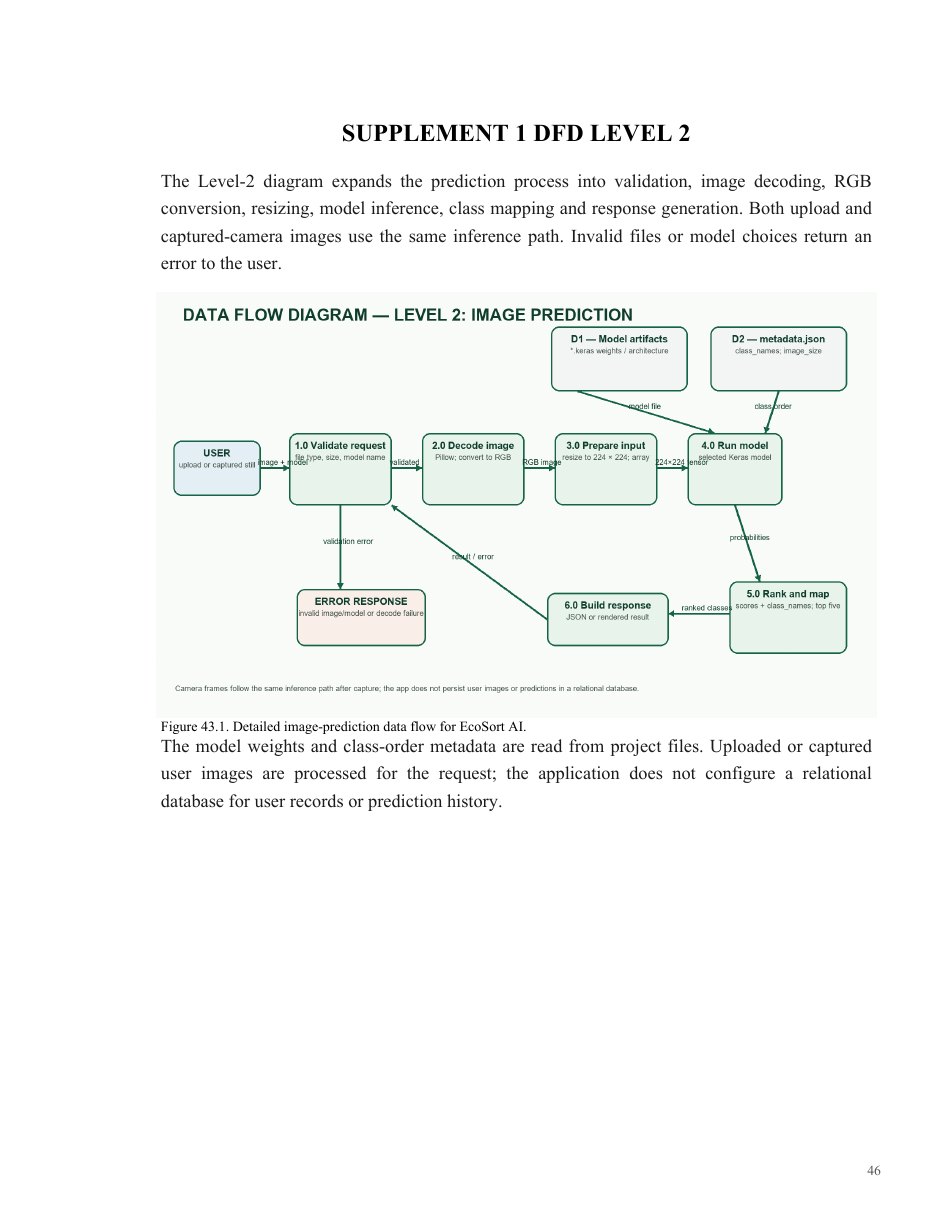 SUPPLEMENT 1 DFD LEVEL 2
The Level-2 diagram expands the prediction process into validation, image decoding, RGB
conversion, resizing, model inference, class mapping and response generation. Both upload and
captured-camera images use the same inference path. Invalid files or model choices return an
error to the user.
DATA FLOW DIAGRAM — LEVEL 2: IMAGE PREDICTION
D1 — Model artifacts
*.keras weights / architecture
D2 — metadata.json
class_names; image_size
model file
class order
USER
upload or captured still
image + model
1.0 Validate request
file type, size, model name
validated
2.0 Decode image
Pillow; convert to RGB
RGB image
3.0 Prepare input
resize to 224 × 224; array
224×224 tensor
4.0 Run model
selected Keras model
validation error
result / error
probabilities
ERROR RESPONSE
invalid image/model or decode failure
6.0 Build response
JSON or rendered result
ranked classes
5.0 Rank and map
scores + class_names; top five
Camera frames follow the same inference path after capture; the app does not persist user images or predictions in a relational database.
Figure 43.1. Detailed image-prediction data flow for EcoSort AI.
The model weights and class-order metadata are read from project files. Uploaded or captured
user images are processed for the request; the application does not configure a relational
database for user records or prediction history.
46